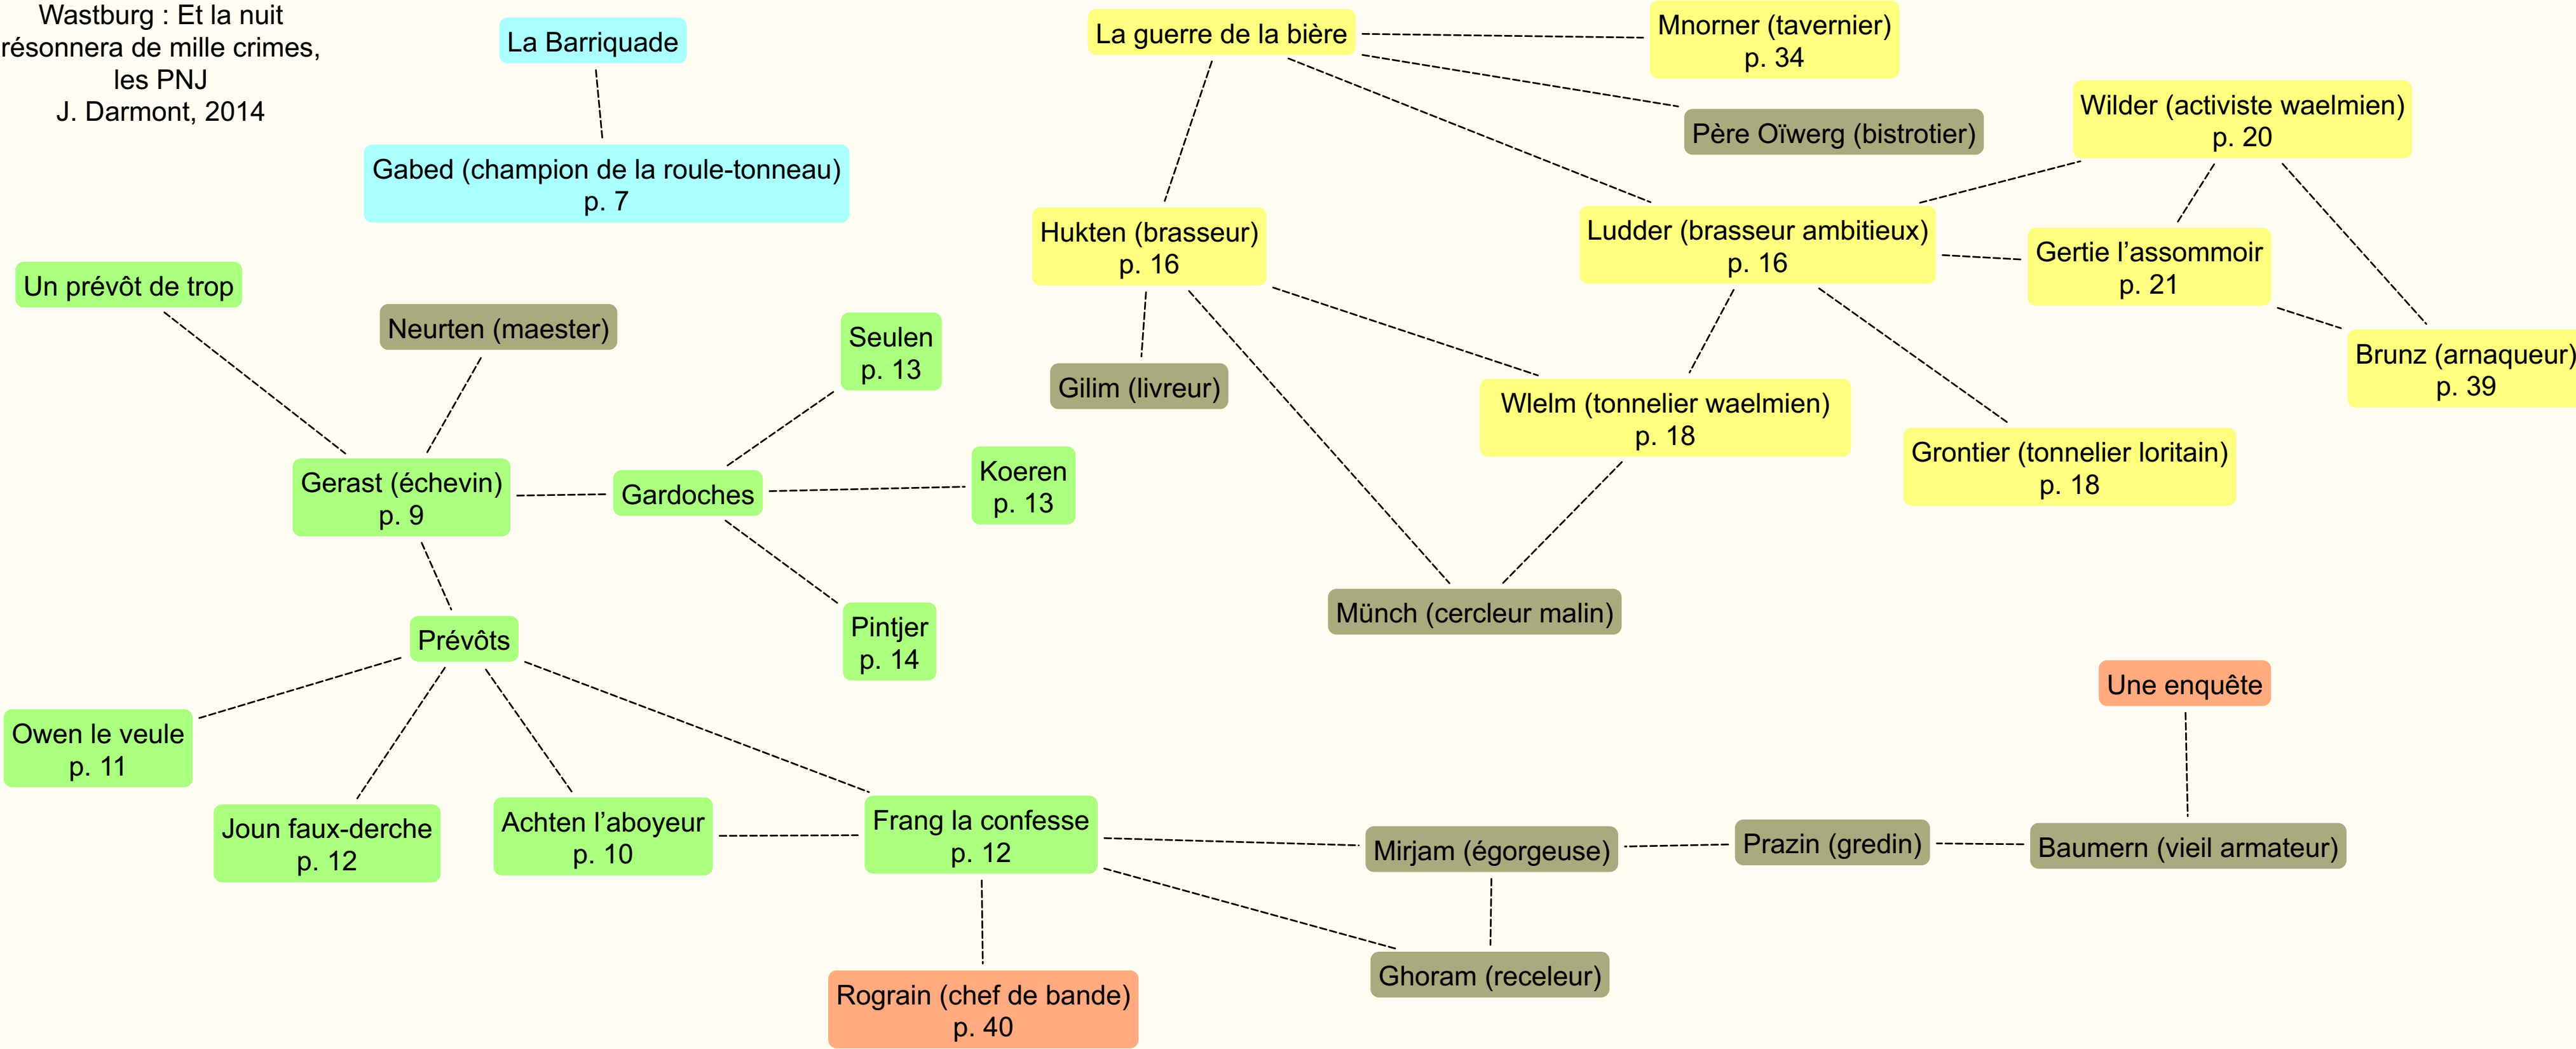 Wastburg : Et la nuit
résonnera de mille crimes,
les PNJ
J. Darmont, 2014
La Barriquade
Gabed (champion de la roule-tonneau)
p. 7
La guerre de la bière
Mnorner (tavernier)
p. 34
Père Oïwerg (bistrotier)
Wilder (activiste waelmien)
p. 20
Hukten (brasseur)
p. 16
Ludder (brasseur ambitieux)
p. 16
Gertie l’assommoir
p. 21
Brunz (arnaqueur)
p. 39
Gilim (livreur)
Wlelm (tonnelier waelmien)
p. 18
Grontier (tonnelier loritain)
p. 18
Münch (cercleur malin)
Un prévôt de trop
Neurten (maester)
Seulen
p. 13
Gerast (échevin)
p. 9
Gardoches
Koeren
p. 13
Pintjer
p. 14
Prévôts
Owen le veule
p. 11
Joun faux-derche
p. 12
Achten l’aboyeur
p. 10
Frang la confesse
p. 12
Mirjam (égorgeuse)
Prazin (gredin)
Baumern (vieil armateur)
Une enquête
Ghoram (receleur)
Rograin (chef de bande)
p. 40